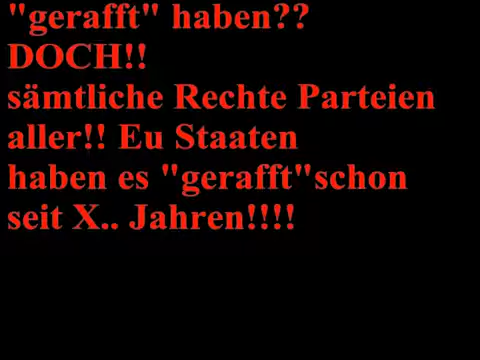 "gerafft" haben??
DOCH!!
sämtliche Rechte Parteien
aller!! Eu Staaten
haben es "gerafft"schon
seit X.. Jahren!!!!